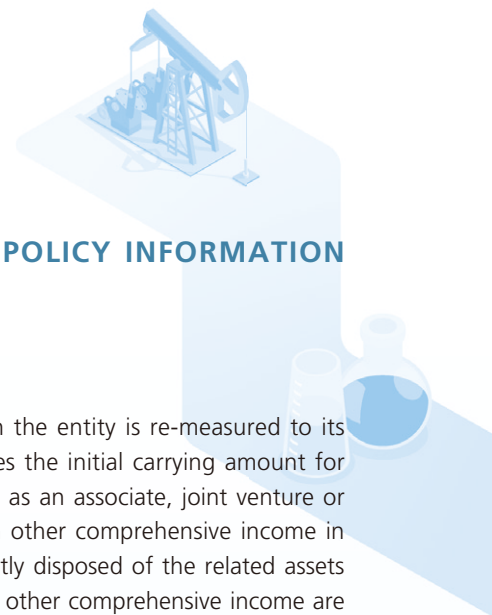 POLICY INFORMATION
n the entity is re-measured to its
es the initial carrying amount for
as an associate, joint venture or
other comprehensive income in
tly disposed of the related assets
other comprehensive income are